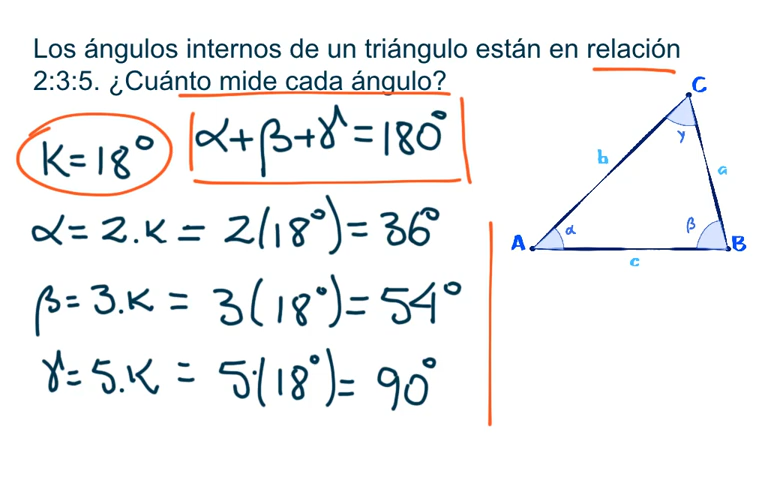 Los ángulos internos de un triángulo están en relación
2:3:5. ¿Cuánto mide cada ángulo?
K=18° α+β+γ=180°
α=2.K=2(18°)=36°
β=3.K=3(18°)=54°
γ=5.K=5·(18°)=90°
C
γ
b
a
A α β B
c